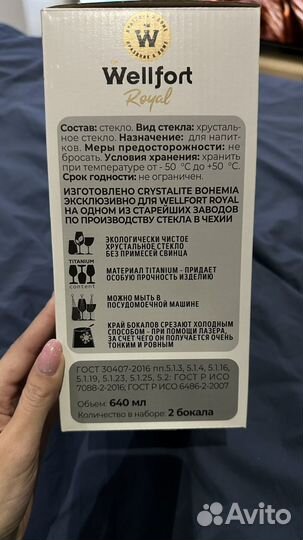 W
Wellfort
Royal
Состав: стекло. Вид стекла: хрусталь-
ное стекло. Назначение: для напит-
ков. Меры предосторожности: не
бросать. Условия хранения: хранить
при температуре от - 50 °С до +50 °С.
Срок годности: не ограничен.
ИЗГОТОВЛЕНО CRYSTALITE BOHEMIA
ЭКСКЛЮЗИВНО ДЛЯ WELLFORT ROYAL
НА ОДНОМ ИЗ СТАРЕЙШИХ ЗАВОДОВ
ПО ПРОИЗВОДСТВУ СТЕКЛА В ЧЕХИИ
ЭКОЛОГИЧЕСКИ ЧИСТОЕ
ХРУСТАЛЬНОЕ СТЕКЛО
БЕЗ ПРИМЕСЕЙ СВИНЦА
TITANIUM
content
МАТЕРИАЛ TITANIUM - ПРИДАЕТ
ОСОБУЮ ПРОЧНОСТЬ ИЗДЕЛИЮ
МОЖНО МЫТЬ В
ПОСУДОМОЕЧНОЙ МАШИНЕ
КРАЙ БОКАЛОВ СРЕЗАЮТ ХОЛОДНЫМ
СПОСОБОМ - ПРИ ПОМОЩИ ЛАЗЕРА,
ЗА СЧЕТ ЧЕГО ОН ПОЛУЧАЕТСЯ ОЧЕНЬ
ТОНКИМ И РОВНЫМ
ГОСТ 30407-2016 пп.5.1.3, 5.1.4, 5.1.16,
5.1.19, 5.1.23, 5.1.25, 5.2; ГОСТ Р ИСО
7088-2-2016; ГОСТ Р ИСО 6486-2-2007
Объем: 640 мл
Количество в наборе: 2 бокала
Avito